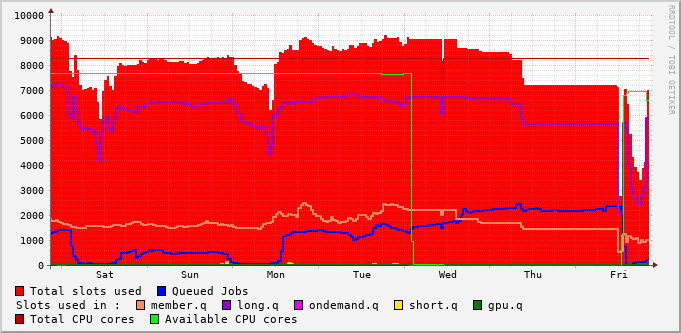 10000
9000
8000
7000
6000
5000
4000
3000
2000
1000
0
Sat Sun Mon Tue Wed Thu Fri
RRDTOOL / TOBI OETIKER
Total slots used Queued Jobs
Slots used in : member.q long.q ondemand.q short.q gpu.q
Total CPU cores Available CPU cores